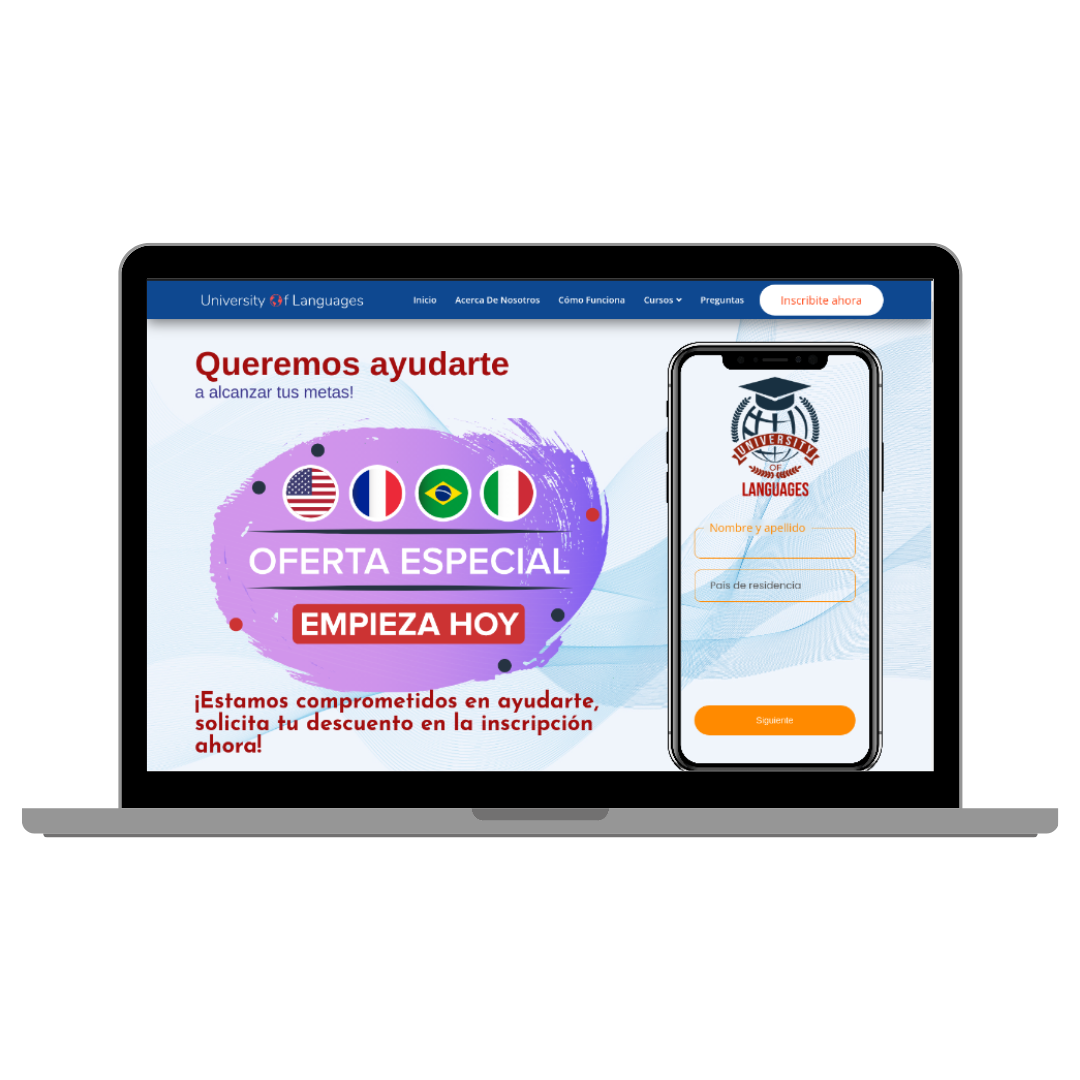 University Of Languages
Inicio
Acerca De Nosotros
Cómo Funciona
Cursos
Preguntas
Inscribite ahora
Queremos ayudarte
a alcanzar tus metas!
OFERTA ESPECIAL
EMPIEZA HOY
¡Estamos comprometidos en ayudarte,
solicita tu descuento en la inscripción
ahora!
UNIVERSITY
OF
LANGUAGES
Nombre y apellido
País de residencia
Siguiente